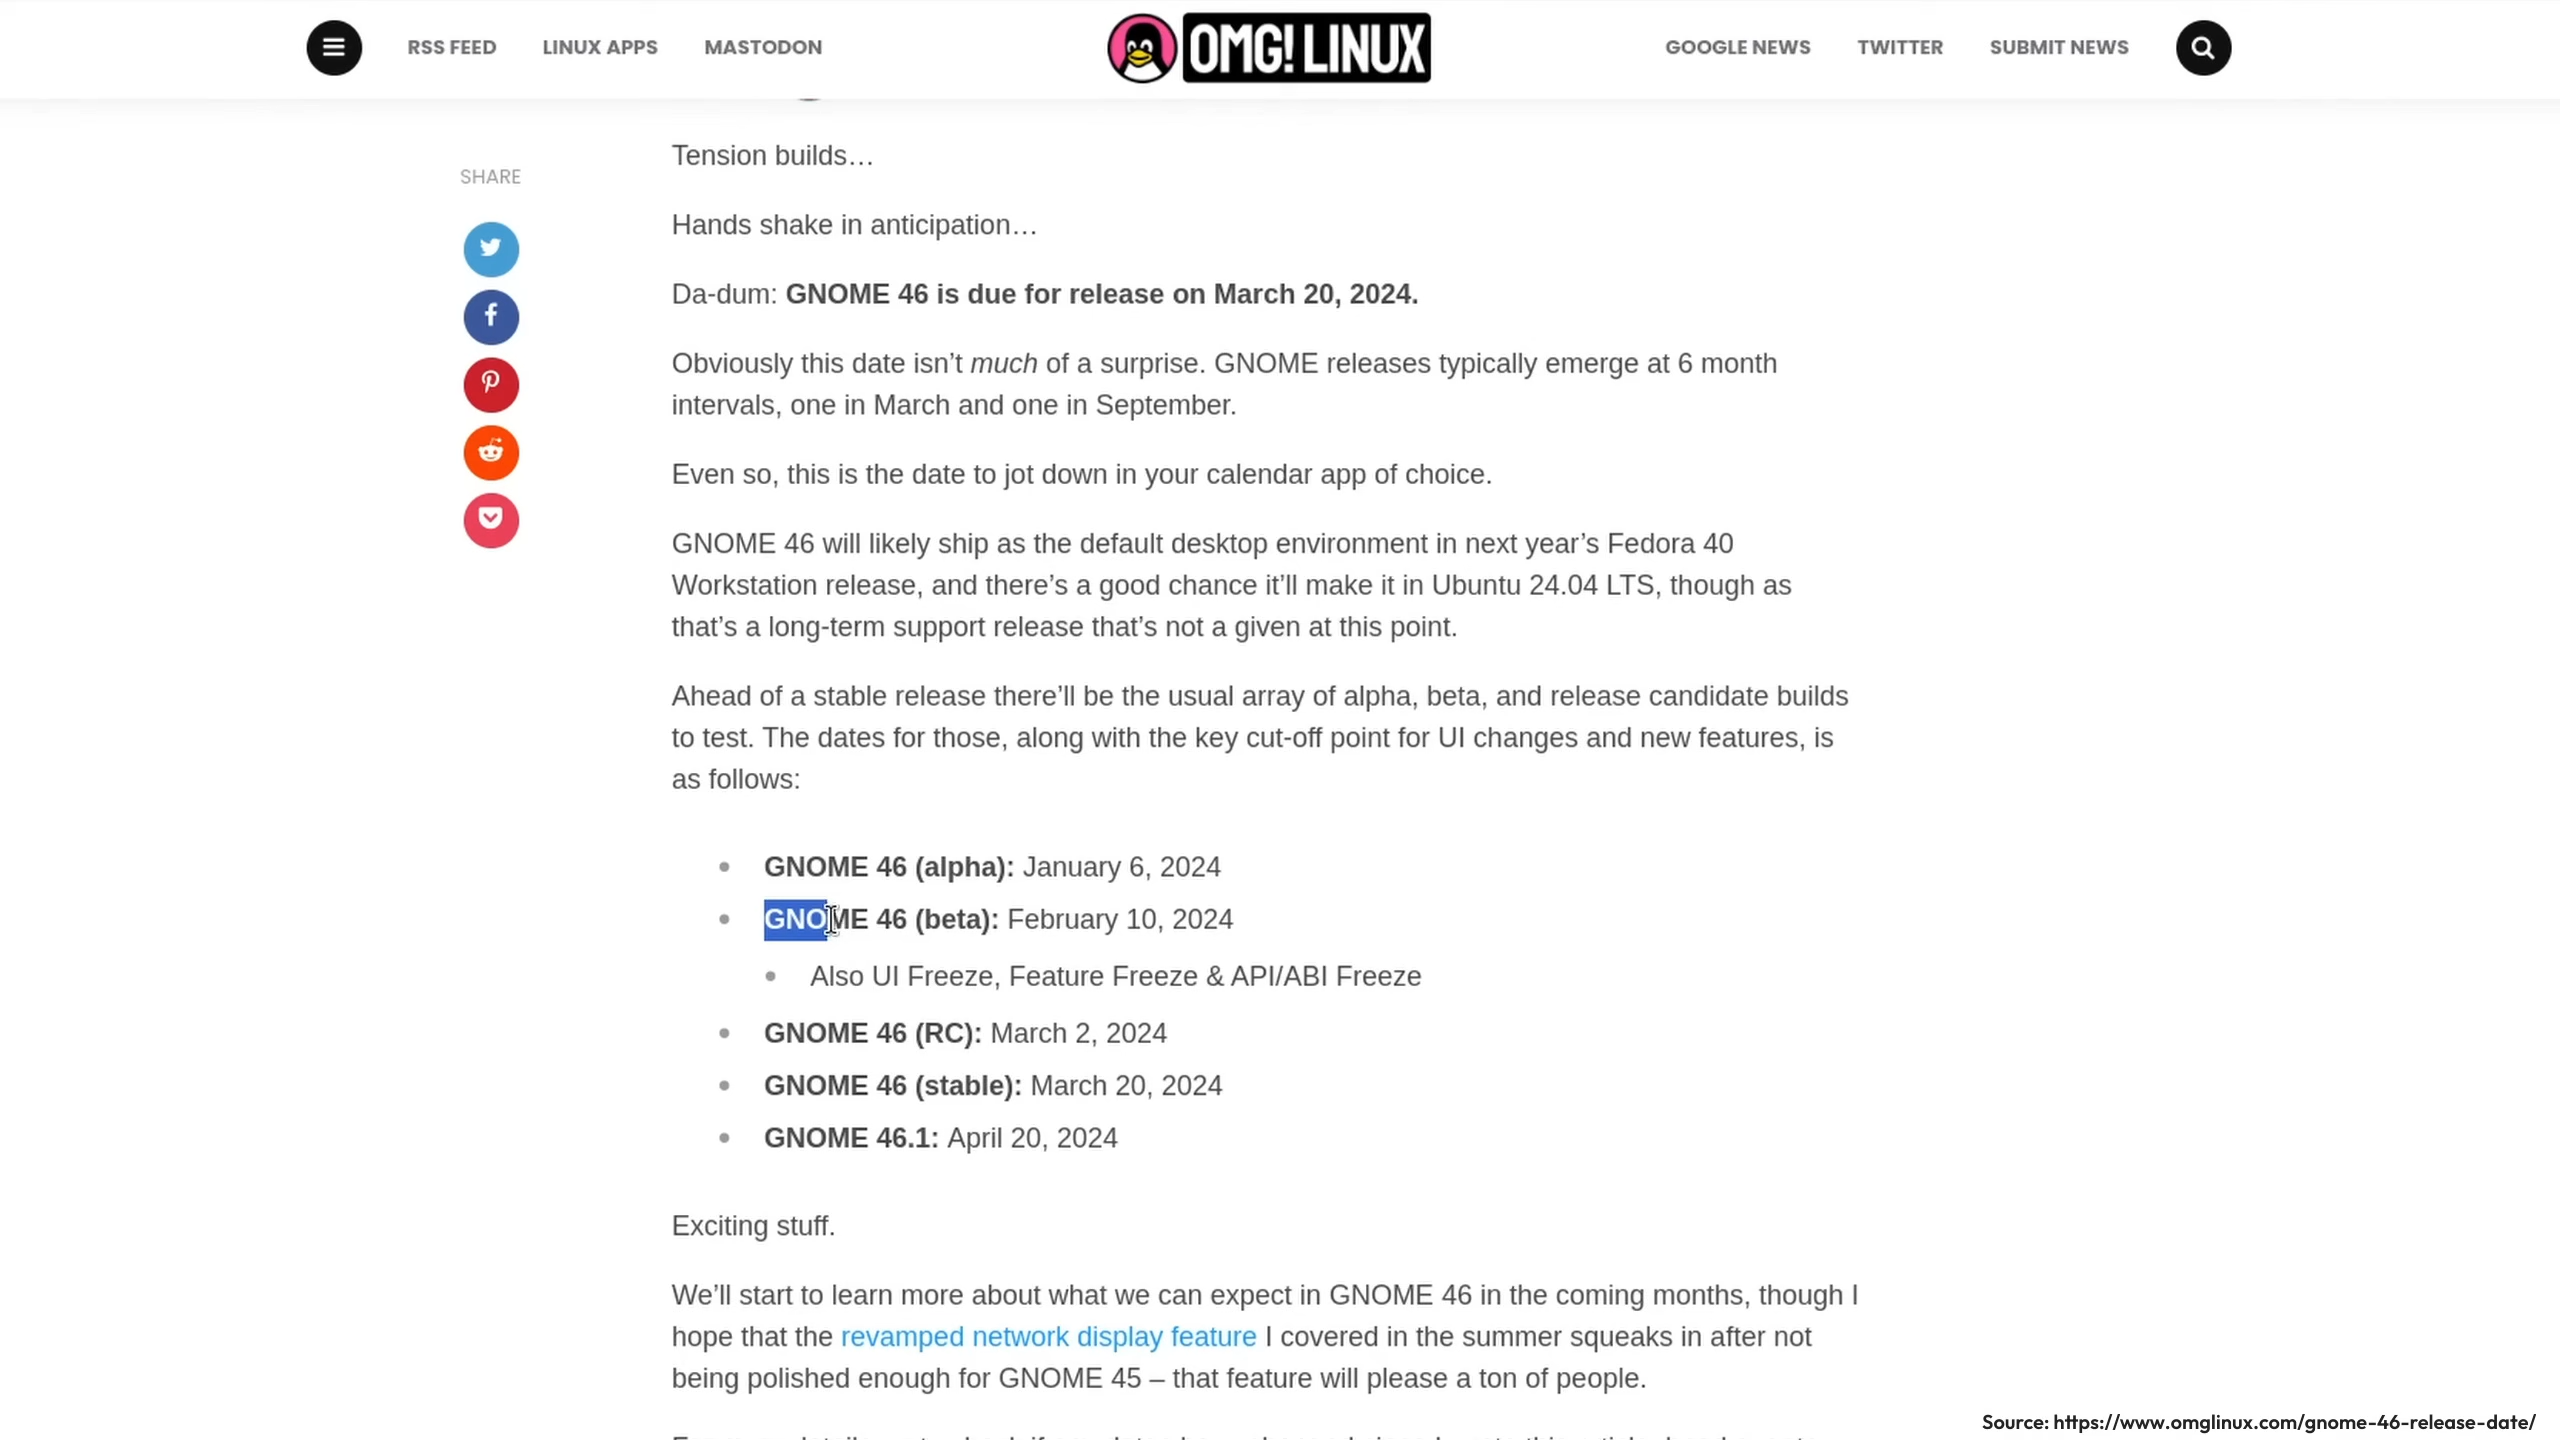 RSS FEED
LINUX APPS
MASTODON
OMG! LINUX
GOOGLE NEWS
TWITTER
SUBMIT NEWS
SHARE
Tension builds…
Hands shake in anticipation…
Da-dum: GNOME 46 is due for release on March 20, 2024.
Obviously this date isn’t much of a surprise. GNOME releases typically emerge at 6 month
intervals, one in March and one in September.
Even so, this is the date to jot down in your calendar app of choice.
GNOME 46 will likely ship as the default desktop environment in next year’s Fedora 40
Workstation release, and there’s a good chance it’ll make it in Ubuntu 24.04 LTS, though as
that’s a long-term support release that’s not a given at this point.
Ahead of a stable release there’ll be the usual array of alpha, beta, and release candidate builds
to test. The dates for those, along with the key cut-off point for UI changes and new features, is
as follows:
GNOME 46 (alpha): January 6, 2024
GNOME 46 (beta): February 10, 2024
Also UI Freeze, Feature Freeze & API/ABI Freeze
GNOME 46 (RC): March 2, 2024
GNOME 46 (stable): March 20, 2024
GNOME 46.1: April 20, 2024
Exciting stuff.
We’ll start to learn more about what we can expect in GNOME 46 in the coming months, though I
hope that the revamped network display feature I covered in the summer squeaks in after not
being polished enough for GNOME 45 – that feature will please a ton of people.
Source: https://www.omglinux.com/gnome-46-release-date/